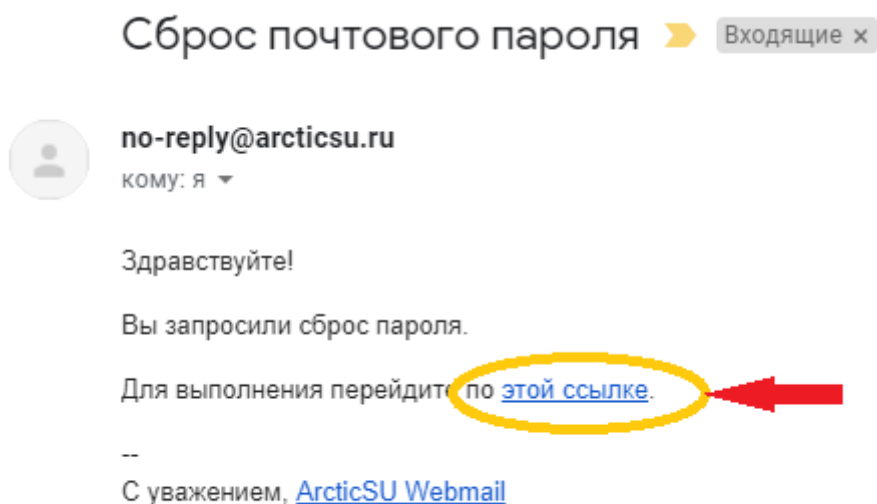 Сброс почтового пароля Входящие ×
no-reply@arcticsu.ru
кому: я
Здравствуйте!
Вы запросили сброс пароля.
Для выполнения перейдите по этой ссылке.
--
С уважением, ArcticSU Webmail